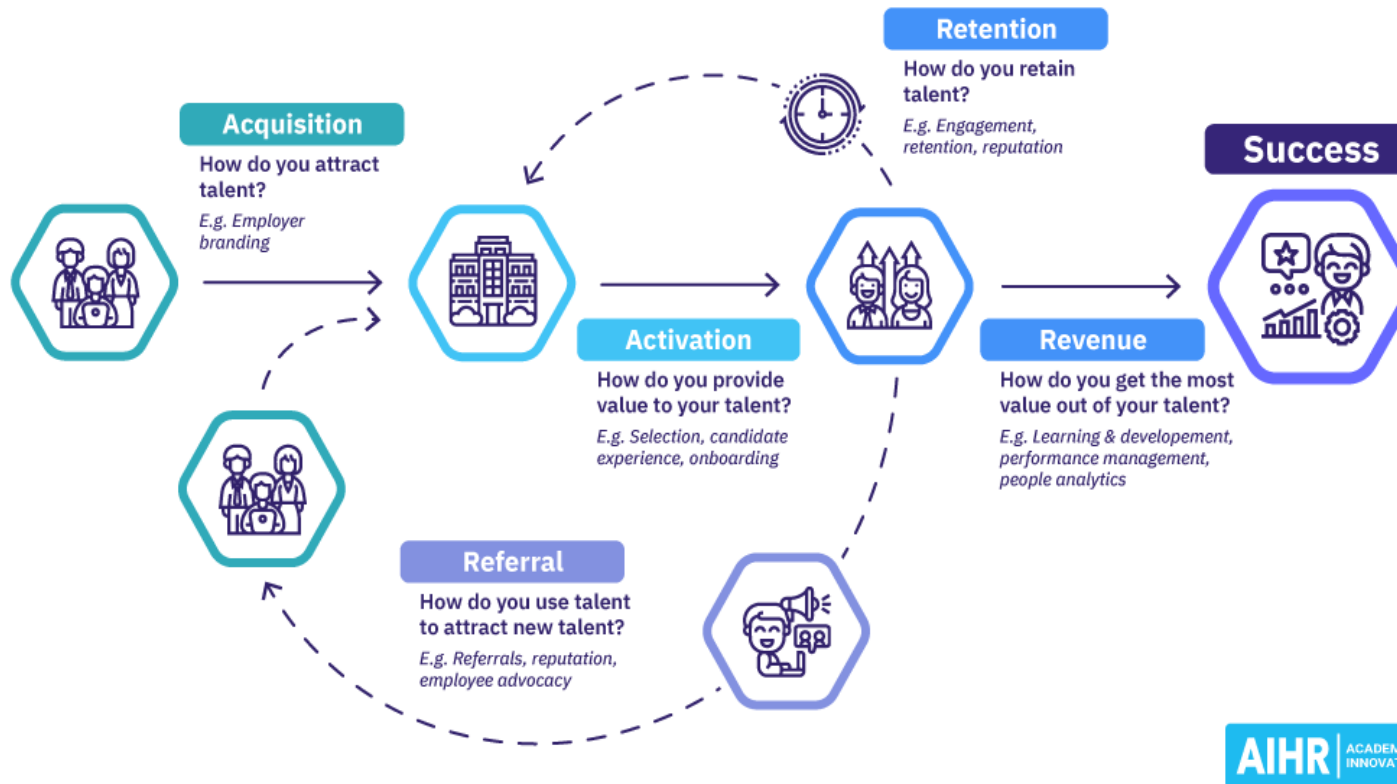 Retention
How do you retain
talent?
E.g. Engagement,
retention, reputation
Acquisition
How do you attract
talent?
E.g. Employer
branding
Success
Activation
How do you provide
value to your talent?
E.g. Selection, candidate
experience, onboarding
Revenue
How do you get the most
value out of your talent?
E.g. Learning & developement,
performance management,
people analytics
Referral
How do you use talent
to attract new talent?
E.g. Referrals, reputation,
employee advocacy
AIHR